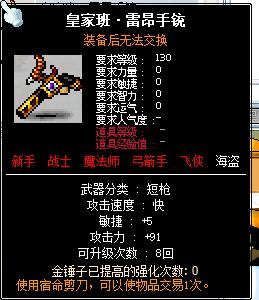 皇家班·雷昂手铳
装备后无法交换
要求等级： 130
要求力量： 0
要求敏捷： 0
要求智力： 0
要求运气： 0
要求人气度： -
道具等级： -
道具经验值： -
新手 战士 魔法师 弓箭手 飞侠 海盗
武器分类 : 短枪
攻击速度 : 快
敏捷 : +5
攻击力 : +91
可升级次数 : 8回
金锤子已提高的强化次数: 0
使用宿命剪刀，可以使物品交易1次。